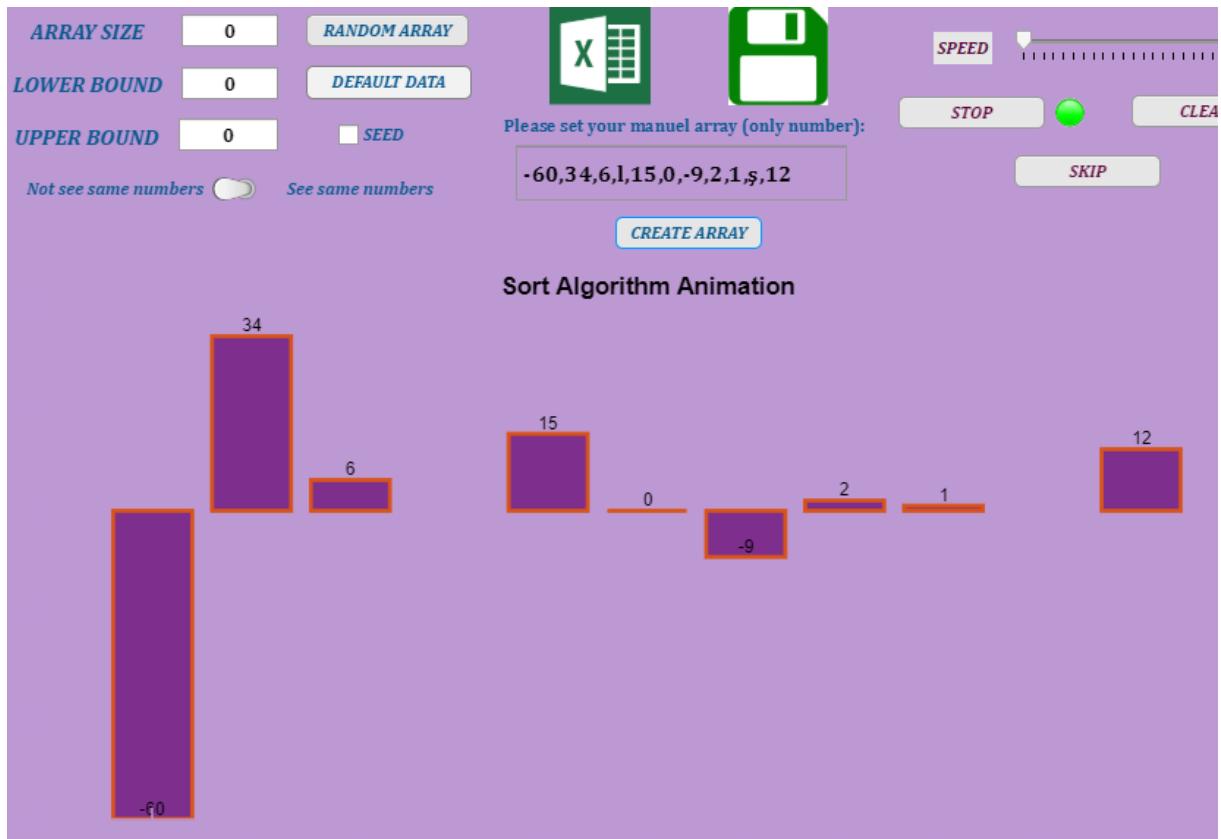 ARRAY SIZE 0 RANDOM ARRAY
LOWER BOUND 0 DEFAULT DATA
UPPER BOUND 0 SEED
Not see same numbers See same numbers
X
Please set your manuel array (only number):
-60,34,6,l,15,0,-9,2,1,ş,12
CREATE ARRAY
SPEED
STOP CLEA
SKIP
Sort Algorithm Animation
34
6
15
0
-9
2
1
12
-60